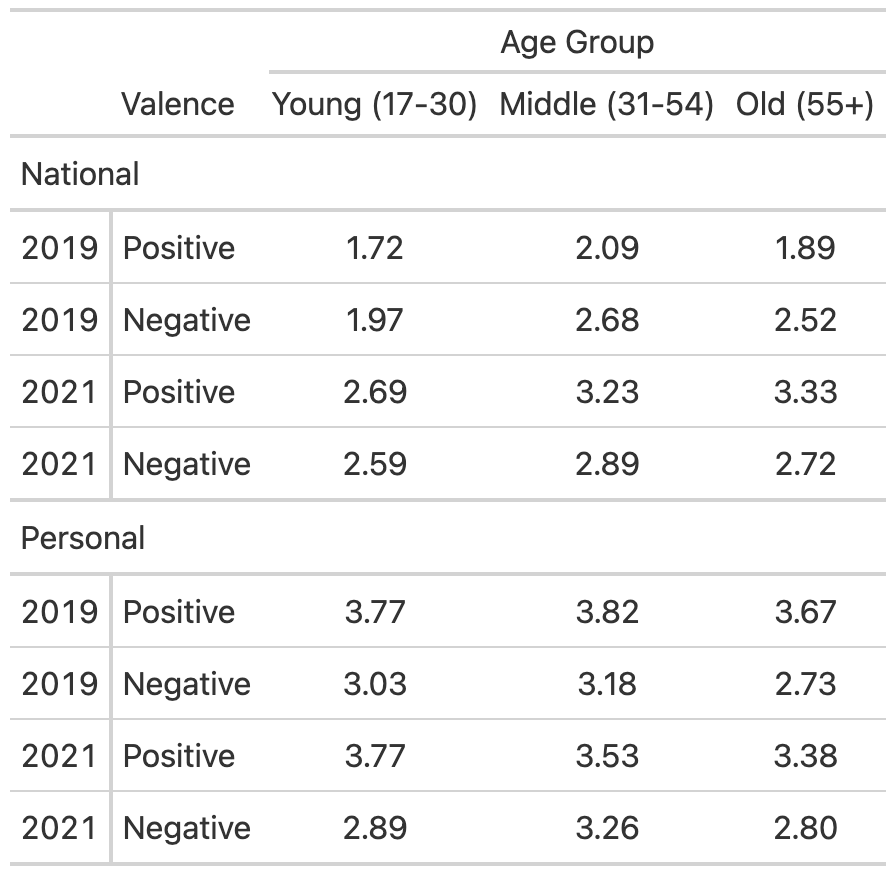 Age Group
Valence Young (17-30) Middle (31-54) Old (55+)
National
2019 Positive 1.72 2.09 1.89
2019 Negative 1.97 2.68 2.52
2021 Positive 2.69 3.23 3.33
2021 Negative 2.59 2.89 2.72
Personal
2019 Positive 3.77 3.82 3.67
2019 Negative 3.03 3.18 2.73
2021 Positive 3.77 3.53 3.38
2021 Negative 2.89 3.26 2.80